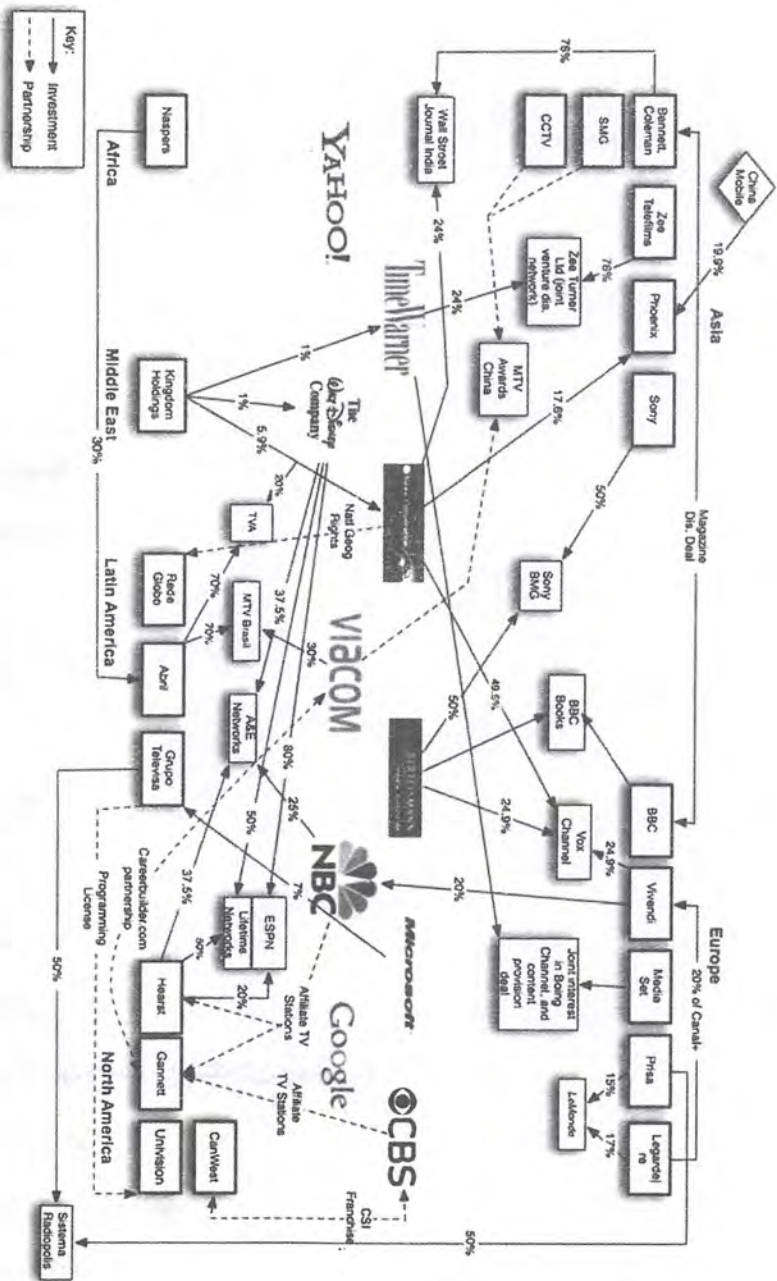 Asia
Europe
China
Mobile
19.9%
Magazine
Dis. Deal
20% of Canal+
Bennett,
Coleman
Zee
Telefilms
Phoenix
Sony
BBC
Vivendi
Media
Set
Prisa
Legardei
re
SMG
CCTV
76%
76%
17.6%
50%
24.9%
15%
17%
LeMonde
Wall Street
Journal India
24%
Zee Turner
Ltd (joint
venture dis.
network)
24%
MTV
Awards
China
Sony
BMG
BBC
Books
Vox
Channel
49.5%
50%
24.9%
20%
Joint interest
in Boing
Channel, and
content
provision
deal
50%
YAHOO!
TimeWarner
The
Walt Disney
Company
VIACOM
BERTELSMANN
NBC
Microsoft
Google
CBS
1%
1%
5.9%
20%
Natl Geog
Rights
37.5%
30%
80%
50%
25%
7%
Affiliate TV
Stations
Affiliate
TV Stations
CSI
Franchise
TVA
70%
70%
MTV Brasil
A&E
Networks
37.5%
ESPN
Lifetime
Networks
50%
20%
Careerbuilder.com
partnership
Programming
License
Naspers
Kingdom
Holdings
Rede
Globo
Abril
Grupo
Televisa
Hearst
Gannett
Univision
CanWest
Sistema
Radiopolis
Africa
Middle East
Latin America
North America
30%
50%
Key:
Investment
Partnership